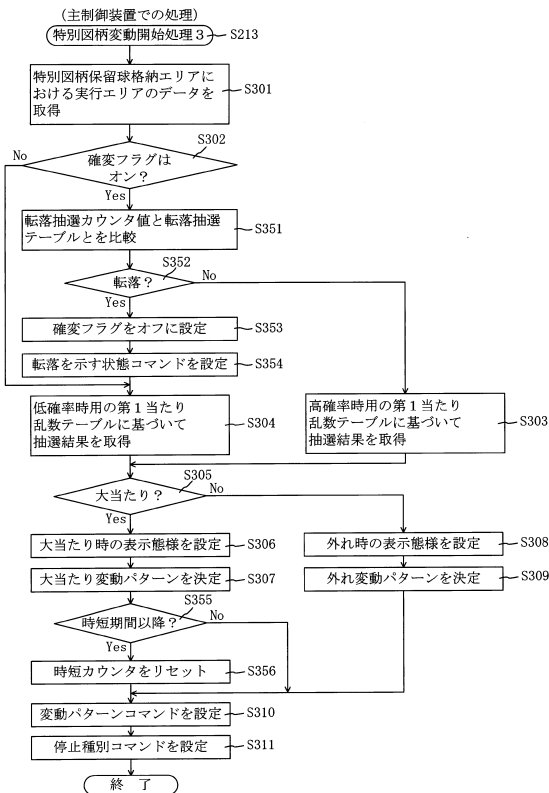 (主制御装置での処理)
特別図柄変動開始処理3
S213
特別図柄保留球格納エリアに
おける実行エリアのデータを
取得
S301
S302
確変フラグは
オン?
No
Yes
転落抽選カウンタ値と転落抽選
テーブルとを比較
S351
S352
転落?
No
Yes
確変フラグをオフに設定
S353
転落を示す状態コマンドを設定
S354
低確率時用の第1当たり
乱数テーブルに基づいて
抽選結果を取得
S304
高確率時用の第1当たり
乱数テーブルに基づいて
抽選結果を取得
S303
S305
大当たり?
No
Yes
大当たり時の表示態様を設定
S306
外れ時の表示態様を設定
S308
大当たり変動パターンを決定
S307
外れ変動パターンを決定
S309
S355
時短期間以降?
No
Yes
時短カウンタをリセット
S356
変動パターンコマンドを設定
S310
停止種別コマンドを設定
S311
終 了